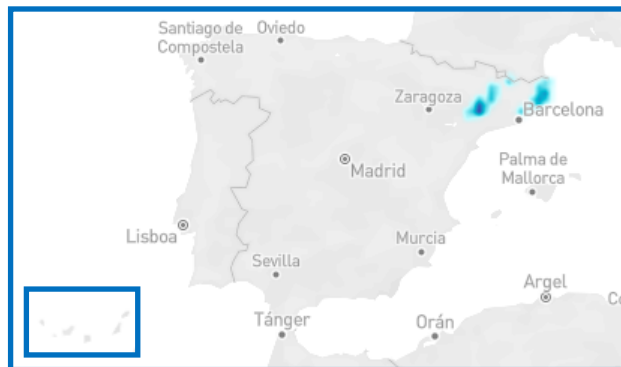 Santiago de
Compostela
Oviedo
Zaragoza
Barcelona
Madrid
Palma de
Mallorca
Lisboa
Murcia
Sevilla
Argel
Tánger
Orán